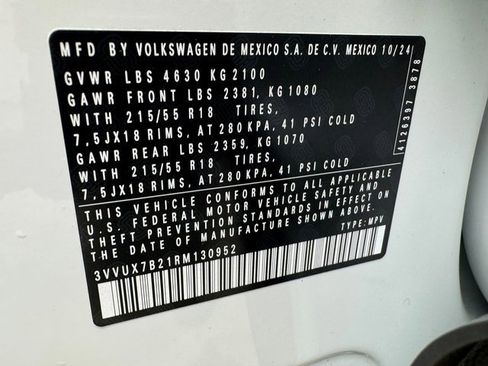 MFD BY VOLKSWAGEN DE MEXICO S.A. DE C.V. MEXICO 10/24
GVWR LBS 4630 KG 2100
GAWR FRONT LBS 2381, KG 1080
WITH 215/55 R18 TIRES,
7,5JX18 RIMS, AT 280 KPA, 41 PSI COLD
GAWR REAR LBS 2359, KG 1070
WITH 215/55 R18 TIRES,
7,5JX18 RIMS, AT 280 KPA, 41 PSI COLD
THIS VEHICLE CONFORMS TO ALL APPLICABLE
U.S. FEDERAL MOTOR VEHICLE SAFETY AND
THEFT PREVENTION STANDARDS IN EFFECT ON
THE DATE OF MANUFACTURE SHOWN ABOVE.
3VVUX7B21RM130952 TYPE: MPV
4126397 3878